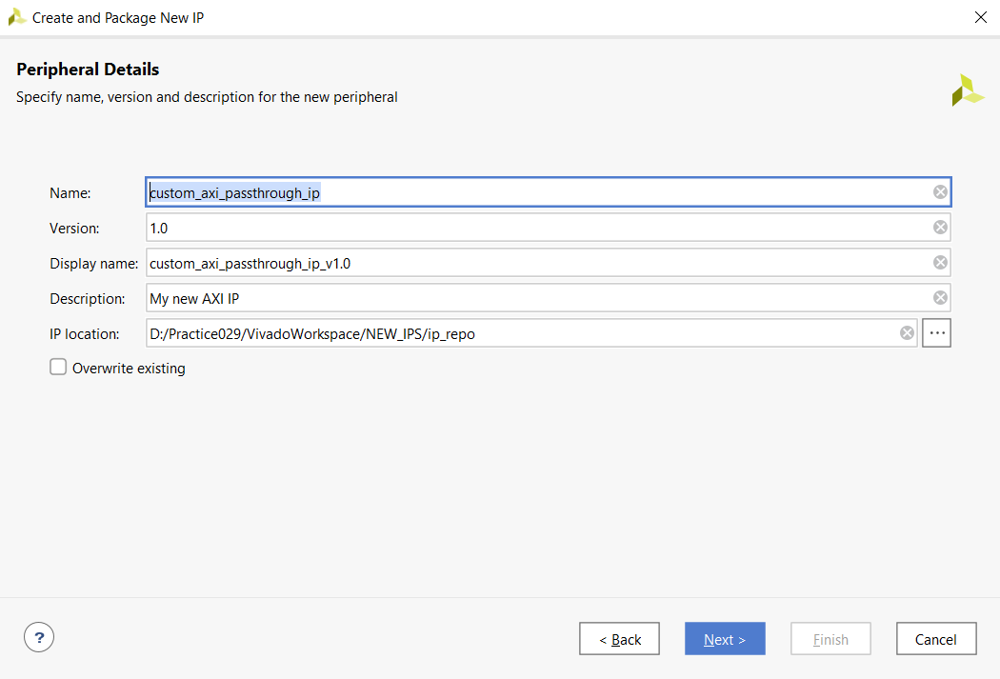 Create and Package New IP
Peripheral Details
Specify name, version and description for the new peripheral
Name: custom_axi_passthrough_ip
Version: 1.0
Display name: custom_axi_passthrough_ip_v1.0
Description: My new AXI IP
IP location: D:/Practice029/VivadoWorkspace/NEW_IPS/ip_repo ...
Overwrite existing
? < Back Next > Finish Cancel